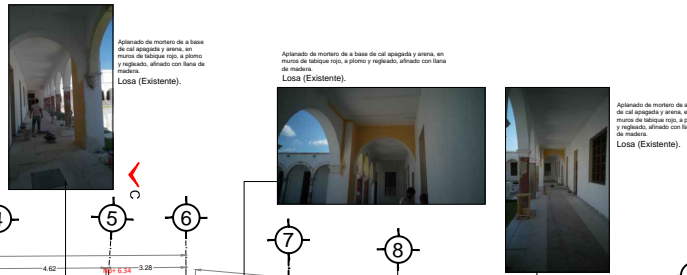 Aplanado de mortero de a base
de cal apagada y arena, en
muros de tabique rojo, a plomo
y regleado, afinado con llana de
madera.
Losa (Existente).
Aplanado de mortero de a base de cal apagada y arena, en
muros de tabique rojo, a plomo y regleado, afinado con llana
de madera.
Losa (Existente).
Aplanado de mortero de a
de cal apagada y arena, e
muros de tabique rojo, a p
y regleado, afinado con lla
de madera.
Losa (Existente).
C
5
6
7
8
4.62
6.34
3.28